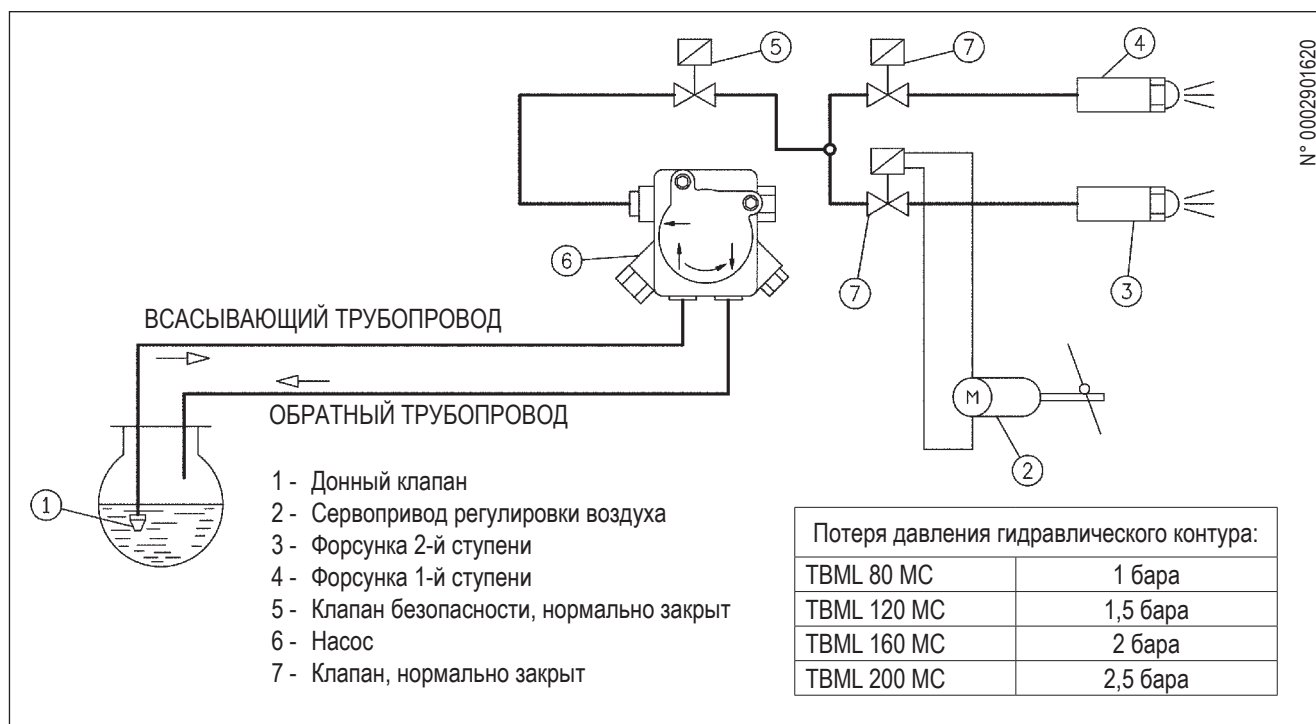 5
7
4
N° 0002901620
6
7
3
ВСАСЫВАЮЩИЙ ТРУБОПРОВОД
ОБРАТНЫЙ ТРУБОПРОВОД
M
2
1
1 - Донный клапан
2 - Сервопривод регулировки воздуха
3 - Форсунка 2-й ступени
4 - Форсунка 1-й ступени
5 - Клапан безопасности, нормально закрыт
6 - Насос
7 - Клапан, нормально закрыт
Потеря давления гидравлического контура:
TBML 80 MC 1 бара
TBML 120 MC 1,5 бара
TBML 160 MC 2 бара
TBML 200 MC 2,5 бара